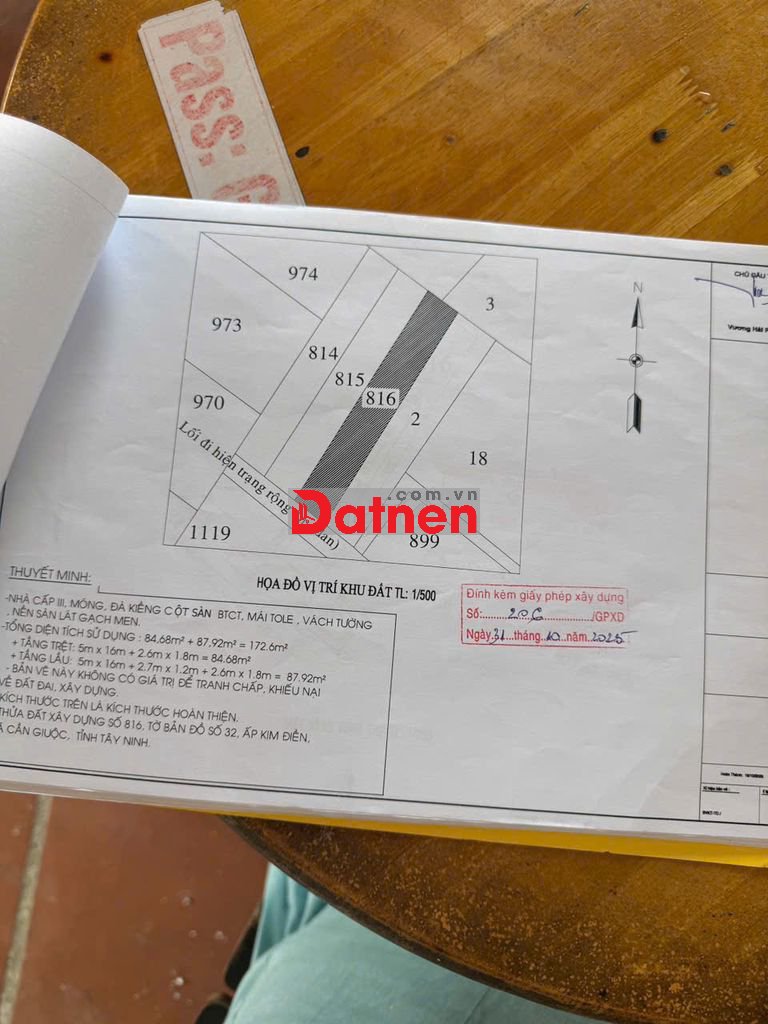 Pass:
974
3
N
CHỦ ĐẦU
Vương Hải P
973
814
815
816
970
2
18
Lối đi hiện trạng rộng
.com.vn
Datnen
1119
899
HỌA ĐỒ VỊ TRÍ KHU ĐẤT TL: 1/500
THUYẾT MINH:
-NHÀ CẤP III, MÓNG, ĐÀ KIỀNG CỘT SÀN BTCT, MÁI TOLE , VÁCH TƯỜNG
, NỀN SÀN LÁT GẠCH MEN.
-TỔNG DIỆN TÍCH SỬ DỤNG : 84.68m² + 87.92m² = 172.6m²
+ TẦNG TRỆT: 5m x 16m + 2.6m x 1.8m = 84.68m²
+ TẦNG LẦU: 5m x 16m + 2.7m x 1.2m + 2.6m x 1.8m = 87.92m²
- BẢN VẼ NÀY KHÔNG CÓ GIÁ TRỊ ĐỂ TRANH CHẤP, KHIẾU NẠI
VỀ ĐẤT ĐAI, XÂY DỰNG.
KÍCH THƯỚC TRÊN LÀ KÍCH THƯỚC HOÀN THIỆN.
THỬA ĐẤT XÂY DỰNG SỐ 816, TỜ BẢN ĐỒ SỐ 32, ẤP KIM ĐIỀN,
CẦN GIUỘC, TỈNH TÂY NINH.
Đính kèm giấy phép xây dựng
Số:.......206............/GPXD
Ngày 31 tháng 10 năm 2025